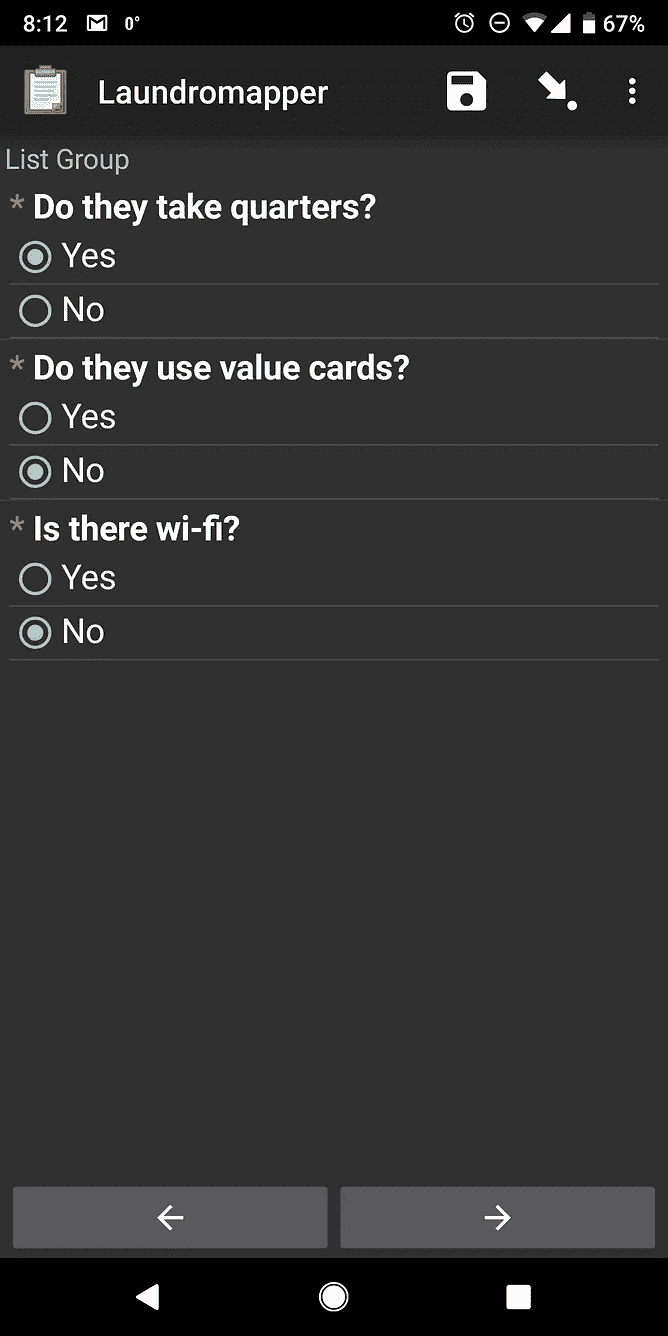 8:12 0° 67%
Laundromapper
List Group
* Do they take quarters?
Yes
No
* Do they use value cards?
Yes
No
* Is there wi-fi?
Yes
No